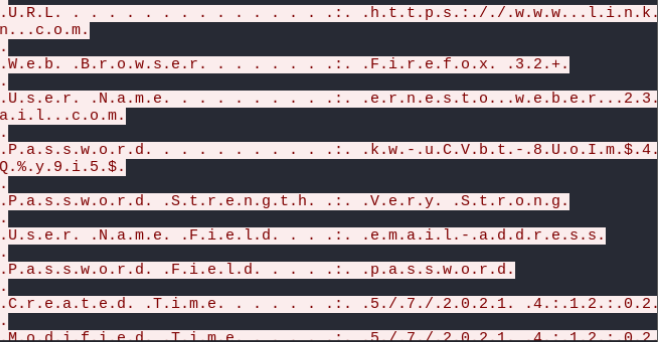 .U.R.L. . . . . . . . . . . . . . . .:. .h.t.t.p.s.:././.w.w.w...l.i.n.k.
n...c.o.m.
.
.W.e.b. .B.r.o.w.s.e.r. . . . . . . .:. .F.i.r.e.f.o.x. .3.2.+.
.
.U.s.e.r. .N.a.m.e. . . . . . . . . .:. .e.r.n.e.s.t.o...w.e.b.e.r...2.3.
a.i.l...c.o.m.
.
.P.a.s.s.w.o.r.d. . . . . . . . . . .:. .k.w.-.u.C.V.b.t.-.8.U.o.I.m.$.4.
Q.%.y.9.i.5.$.
.
.P.a.s.s.w.o.r.d. .S.t.r.e.n.g.t.h. .:. .V.e.r.y. .S.t.r.o.n.g.
.
.U.s.e.r. .N.a.m.e. .F.i.e.l.d. . . .:. .e.m.a.i.l.-.a.d.d.r.e.s.s.
.
.P.a.s.s.w.o.r.d. .F.i.e.l.d. . . . .:. .p.a.s.s.w.o.r.d.
.
.C.r.e.a.t.e.d. .T.i.m.e. . . . . . .:. .5./.7./.2.0.2.1. .4.:.1.2.:.0.2.
.
.M.o.d.i.f.i.e.d. .T.i.m.e. . . . . .:. .5./.7./.2.0.2.1. .4.:.1.2.:.0.2.